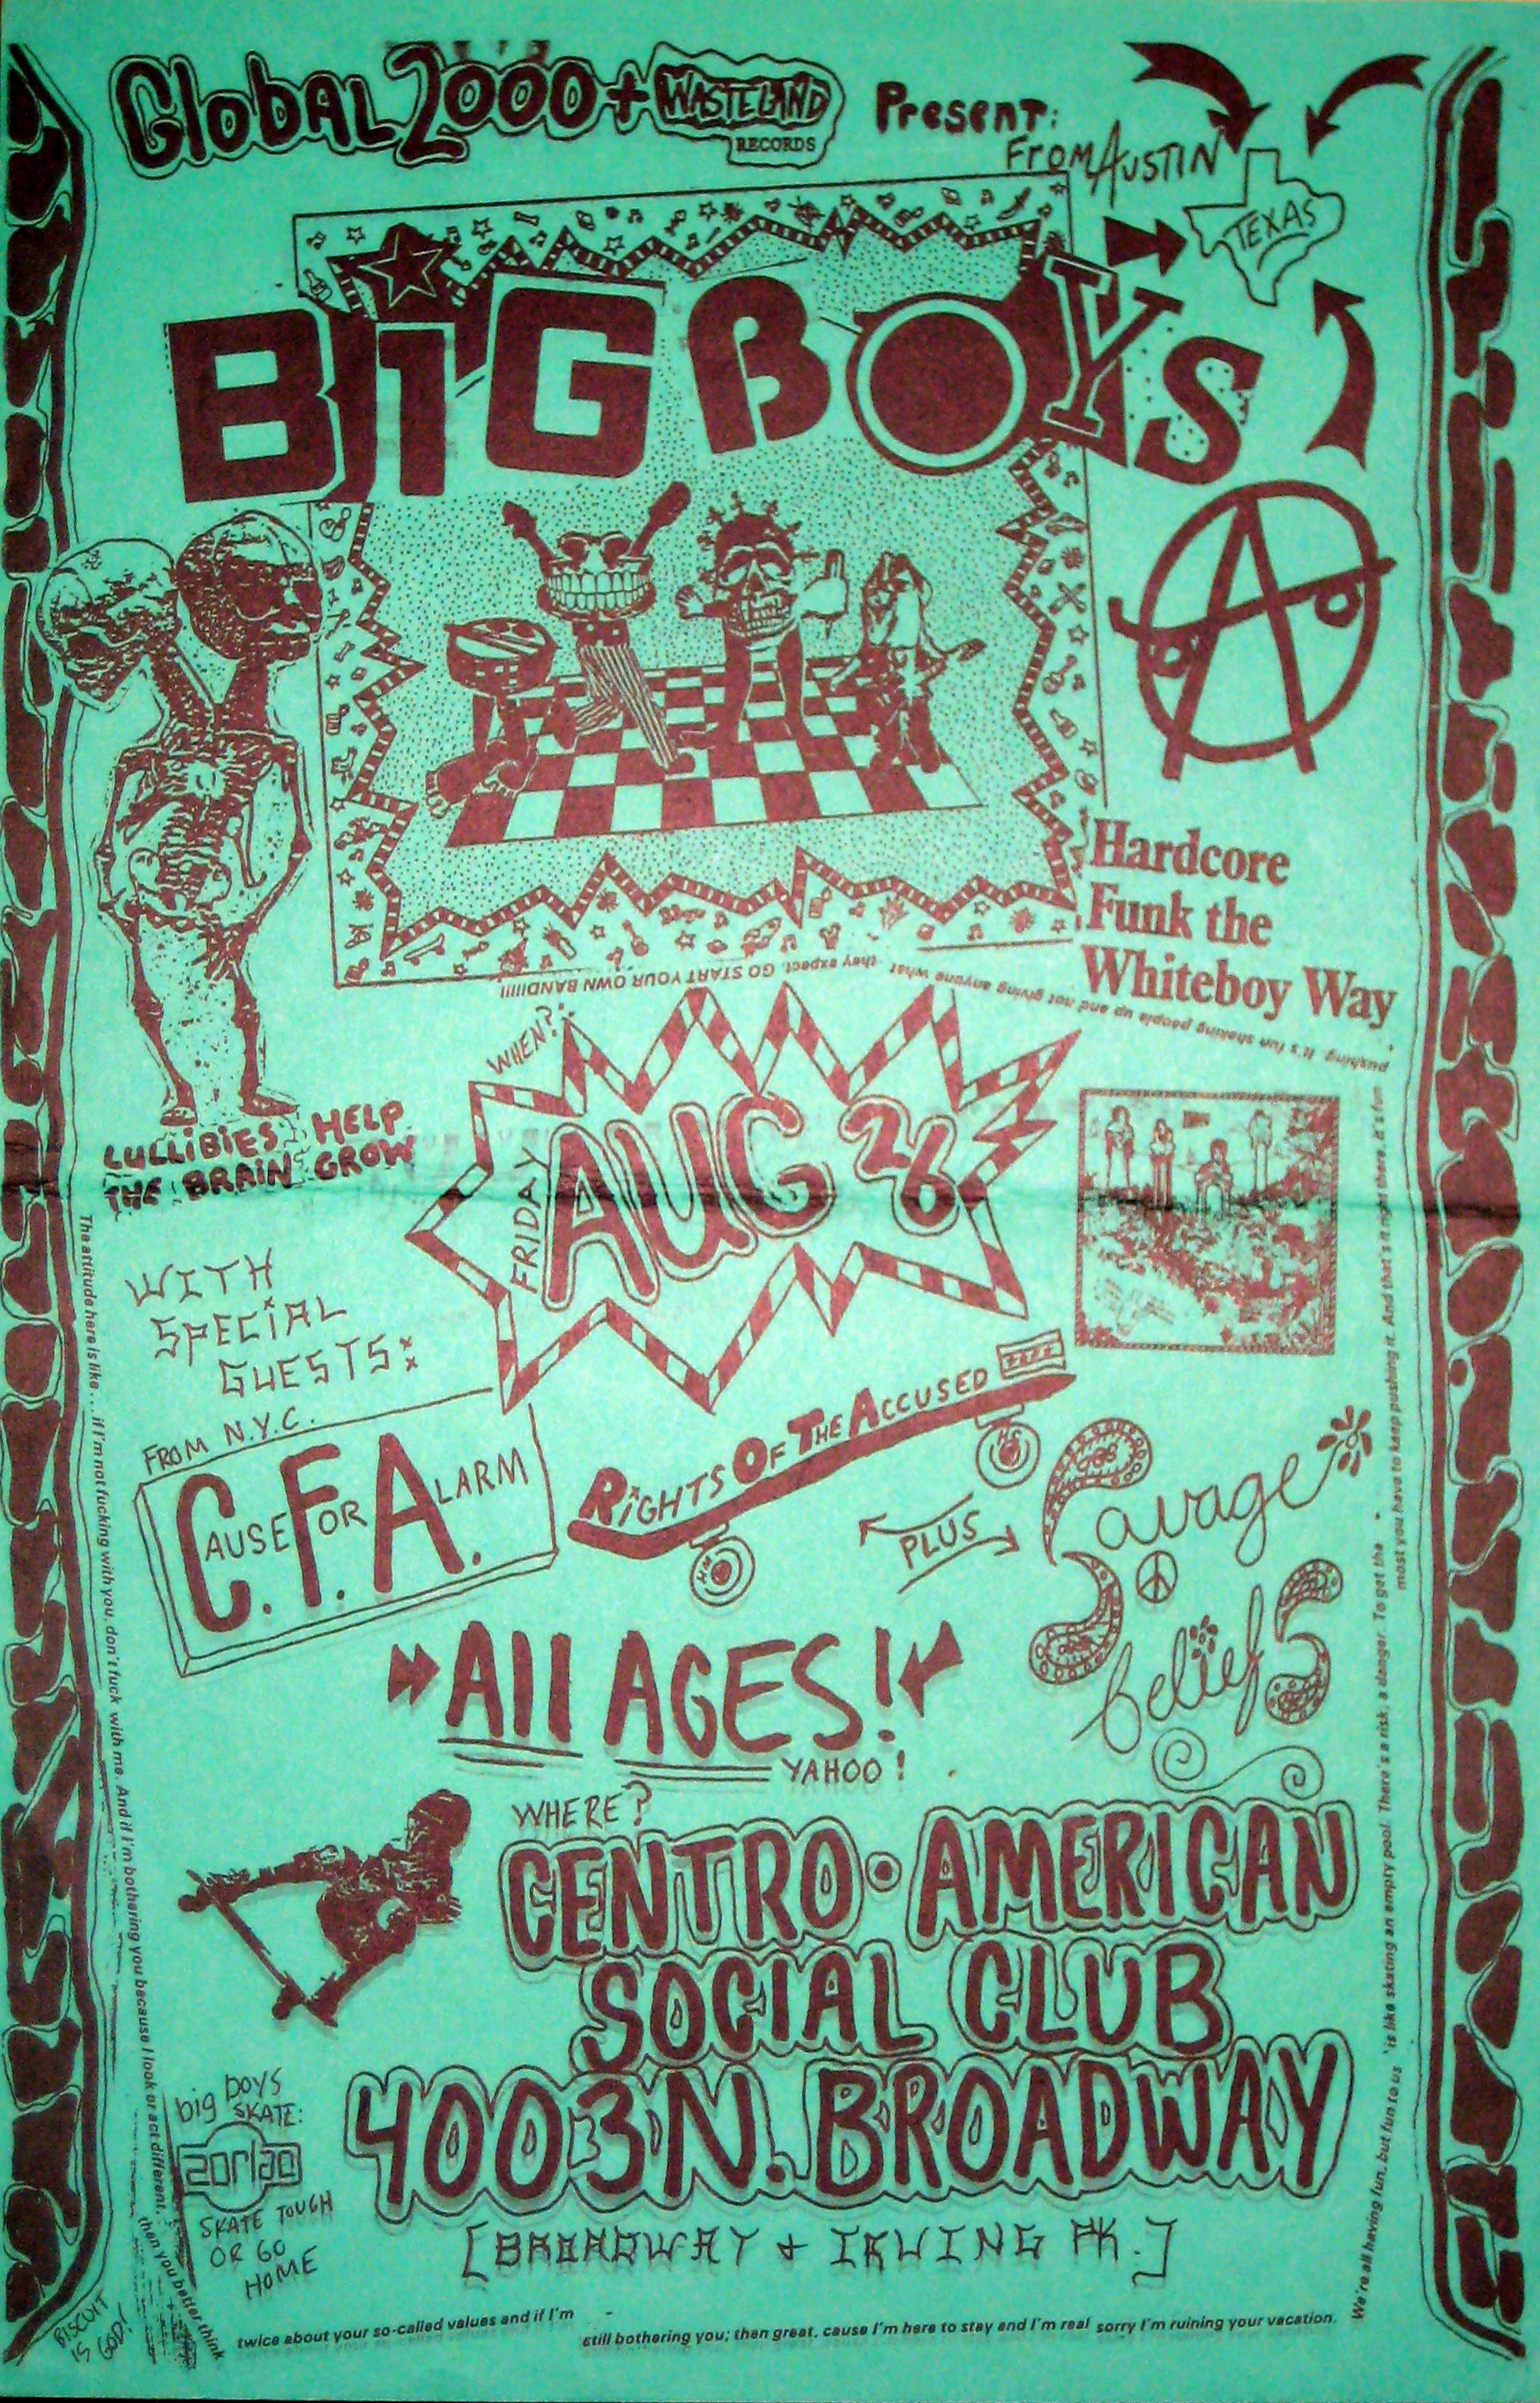 GlobAL 2000 + WASTELAND RECORDS Present:
FROM AUSTIN
TEXAS
BiGBOYS
Hardcore
Funk the
Whiteboy Way
pushing. It's fun shaking people up and not giving anyone what they expect. GO START YOUR OWN BAND!!!!!
LULLiBiES HELP
THE BRAiN GROW
WHEN?
FRIDAY
AUG 26
WITH
SPECiAL
GUESTS:
FROM N.Y.C.
CAUSE FOR ALARM
RiGHTS OF THE ACCUSED
PLUS
Savage
beliefs
All AGES!
YAHOO!
WHERE?
CENTRO·AMERICAN
SOCIAL CLUB
4003 N. BROADWAY
[BROADWAY + IRVING PK.]
big boys
SKATE:
zorlac
SKATE TOUGH
OR GO
HOME
BISCUIT
IS GOD!
The attitude here is like . . . if I'm not fucking with you, don't fuck with me. And if I'm bothering you because I look or act different,
then you better think
twice about your so-called values and if I'm
still bothering you; then great, cause I'm here to stay and I'm real sorry I'm ruining your vacation.
We're all having fun, but fun to us is like skating an empty pool. There's a risk, a danger. To get the
most you have to keep pushing it. And that's it right there, it's fun